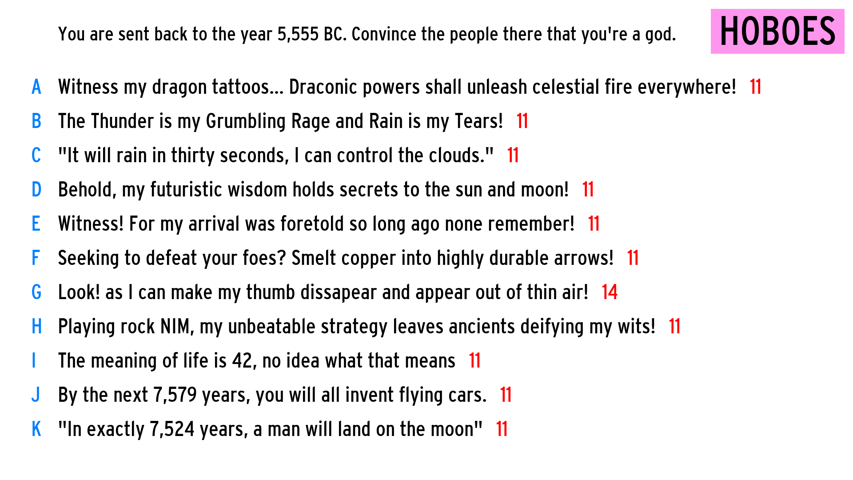 You are sent back to the year 5,555 BC. Convince the people there that you're a god.
HOBOES
A Witness my dragon tattoos... Draconic powers shall unleash celestial fire everywhere! 11
B The Thunder is my Grumbling Rage and Rain is my Tears! 11
C "It will rain in thirty seconds, I can control the clouds." 11
D Behold, my futuristic wisdom holds secrets to the sun and moon! 11
E Witness! For my arrival was foretold so long ago none remember! 11
F Seeking to defeat your foes? Smelt copper into highly durable arrows! 11
G Look! as I can make my thumb dissapear and appear out of thin air! 14
H Playing rock NIM, my unbeatable strategy leaves ancients deifying my wits! 11
I The meaning of life is 42, no idea what that means 11
J By the next 7,579 years, you will all invent flying cars. 11
K "In exactly 7,524 years, a man will land on the moon" 11